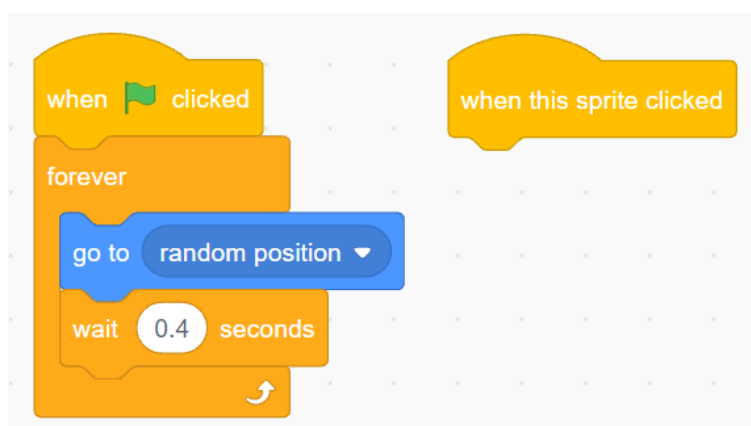 when clicked
forever
go to random position
wait 0.4 seconds
when this sprite clicked